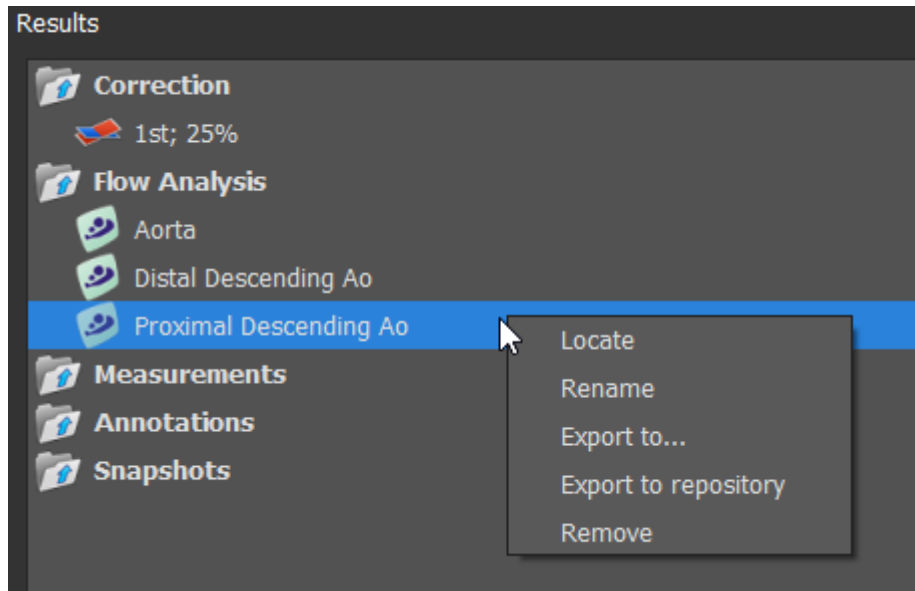 Results
Correction
1st; 25%
Flow Analysis
Aorta
Distal Descending Ao
Proximal Descending Ao
Measurements
Annotations
Snapshots
Locate
Rename
Export to...
Export to repository
Remove